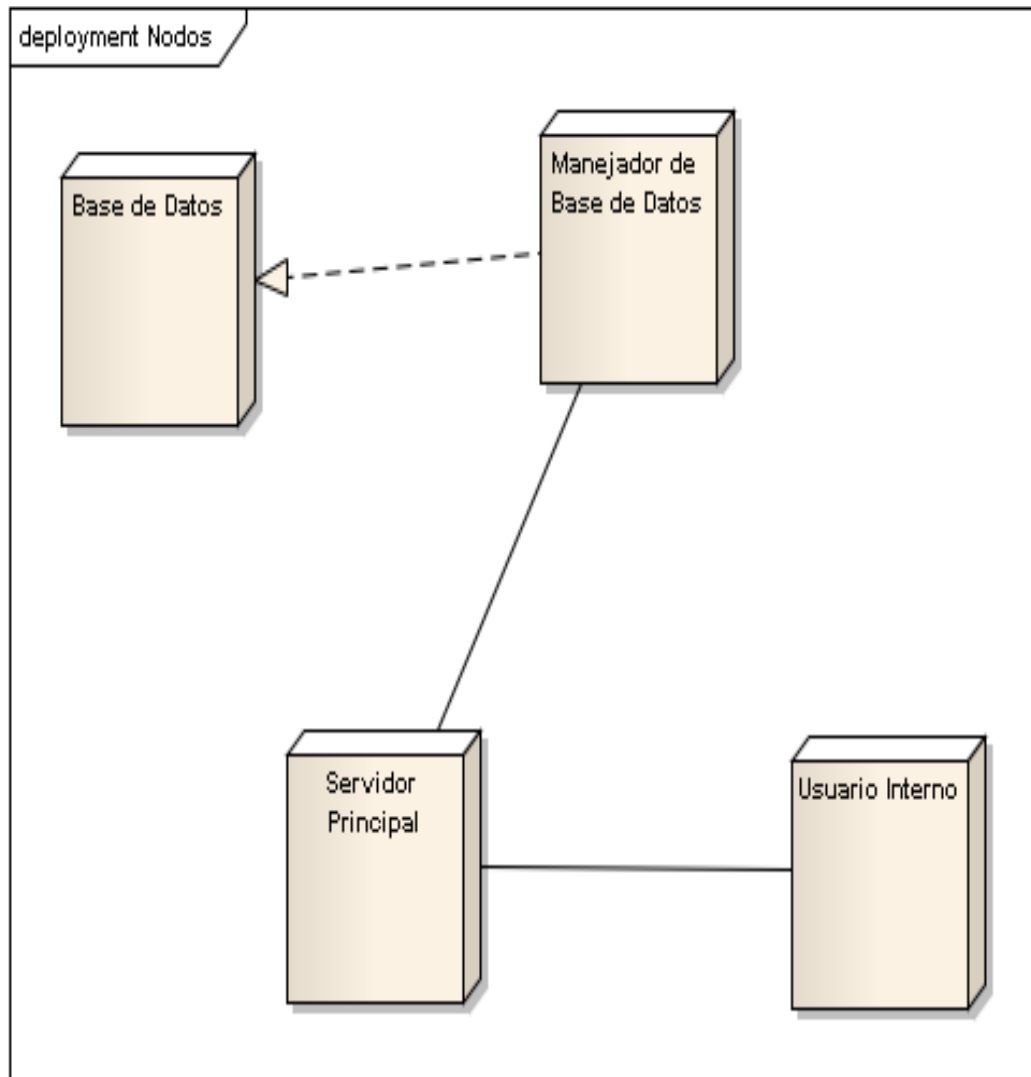 deployment Nodos
Base de Datos
Manejador de
Base de Datos
Servidor
Principal
Usuario Interno